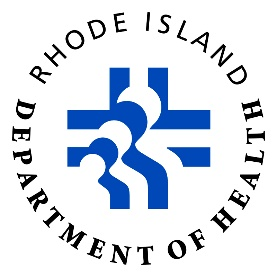 RHODE ISLAND
DEPARTMENT OF HEALTH